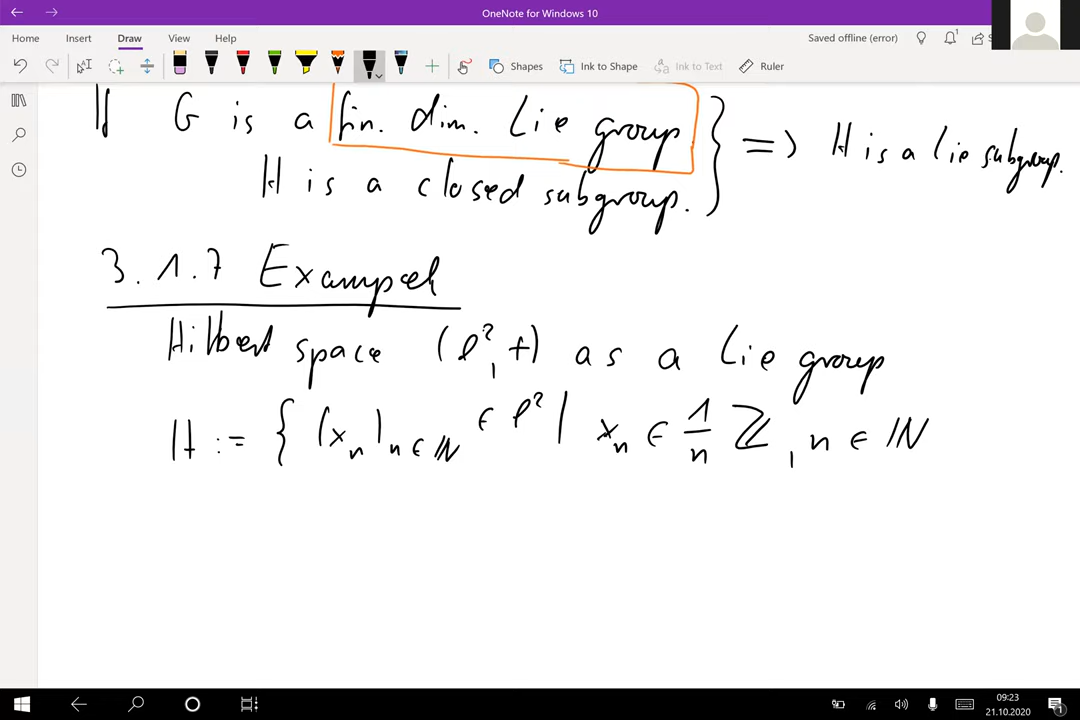 OneNote for Windows 10
Home Insert Draw View Help Saved offline (error)
Shapes Ink to Shape Ink to Text Ruler
If G is a fin. dim. Lie group
H is a closed subgroup. } => H is a Lie subgroup.
3.1.7 Exampel
Hilbert space (ℓ², +) as a Lie group
H := { (x_n)_{n ∈ ℕ} ∈ ℓ² | x_n ∈ 1/n ℤ, n ∈ ℕ
09:23
21.10.2020